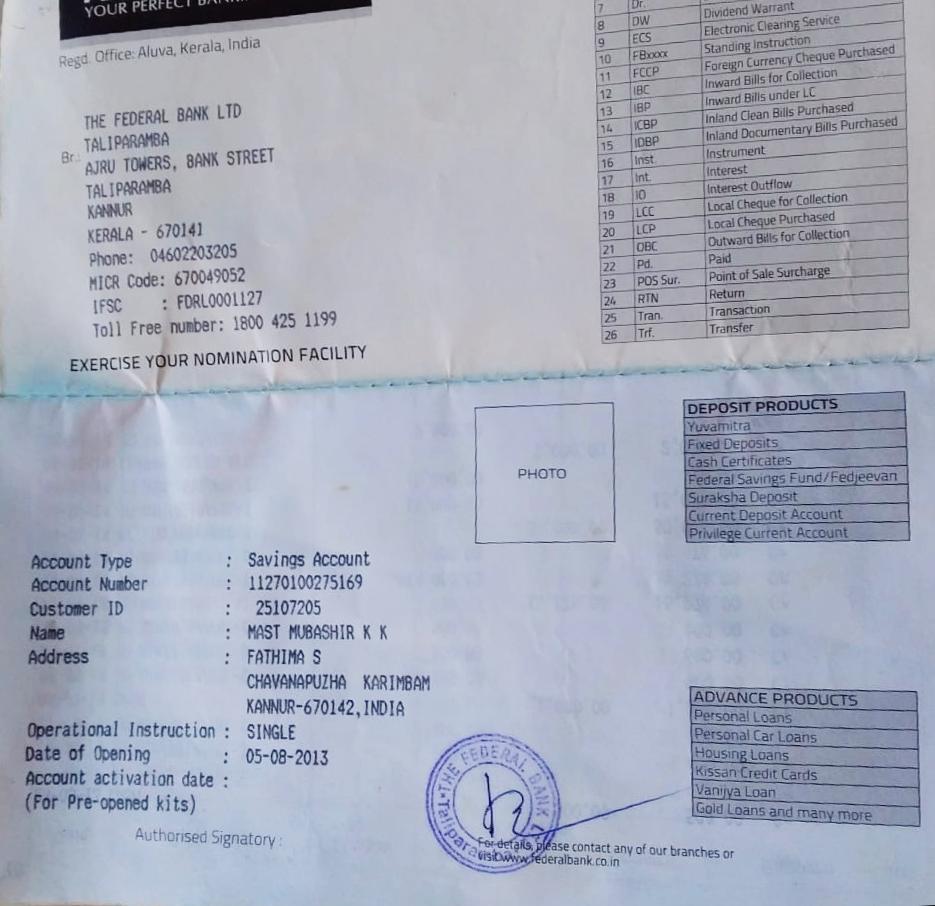 YOUR PERFECT
Regd. Office: Aluva, Kerala, India
THE FEDERAL BANK LTD
TALIPARAMBA
Br.: AJRU TOWERS, BANK STREET
TALIPARAMBA
KANNUR
KERALA - 670141
Phone: 04602203205
MICR Code: 670049052
IFSC : FDRL0001127
Toll Free number: 1800 425 1199
EXERCISE YOUR NOMINATION FACILITY
7 Dr.
8 DW Dividend Warrant
9 ECS Electronic Clearing Service
10 FBxxxx Standing Instruction
11 FCCP Foreign Currency Cheque Purchased
12 IBC Inward Bills for Collection
13 IBP Inward Bills under LC
14 ICBP Inland Clean Bills Purchased
15 IDBP Inland Documentary Bills Purchased
16 Inst. Instrument
17 Int. Interest
18 IO Interest Outflow
19 LCC Local Cheque for Collection
20 LCP Local Cheque Purchased
21 OBC Outward Bills for Collection
22 Pd. Paid
23 POS Sur. Point of Sale Surcharge
24 RTN Return
25 Tran. Transaction
26 Trf. Transfer
PHOTO
DEPOSIT PRODUCTS
Yuvamitra
Fixed Deposits
Cash Certificates
Federal Savings Fund/Fedjeevan
Suraksha Deposit
Current Deposit Account
Privilege Current Account
Account Type : Savings Account
Account Number : 11270100275169
Customer ID : 25107205
Name : MAST MUBASHIR K K
Address : FATHIMA S
CHAVANAPUZHA KARIMBAM
KANNUR-670142,INDIA
Operational Instruction : SINGLE
Date of Opening : 05-08-2013
Account activation date :
(For Pre-opened kits)
Authorised Signatory :
ADVANCE PRODUCTS
Personal Loans
Personal Car Loans
Housing Loans
Kissan Credit Cards
Vanijya Loan
Gold Loans and many more
THE FEDERAL BANK
Taliparamba
For details, please contact any of our branches or
visit www.federalbank.co.in